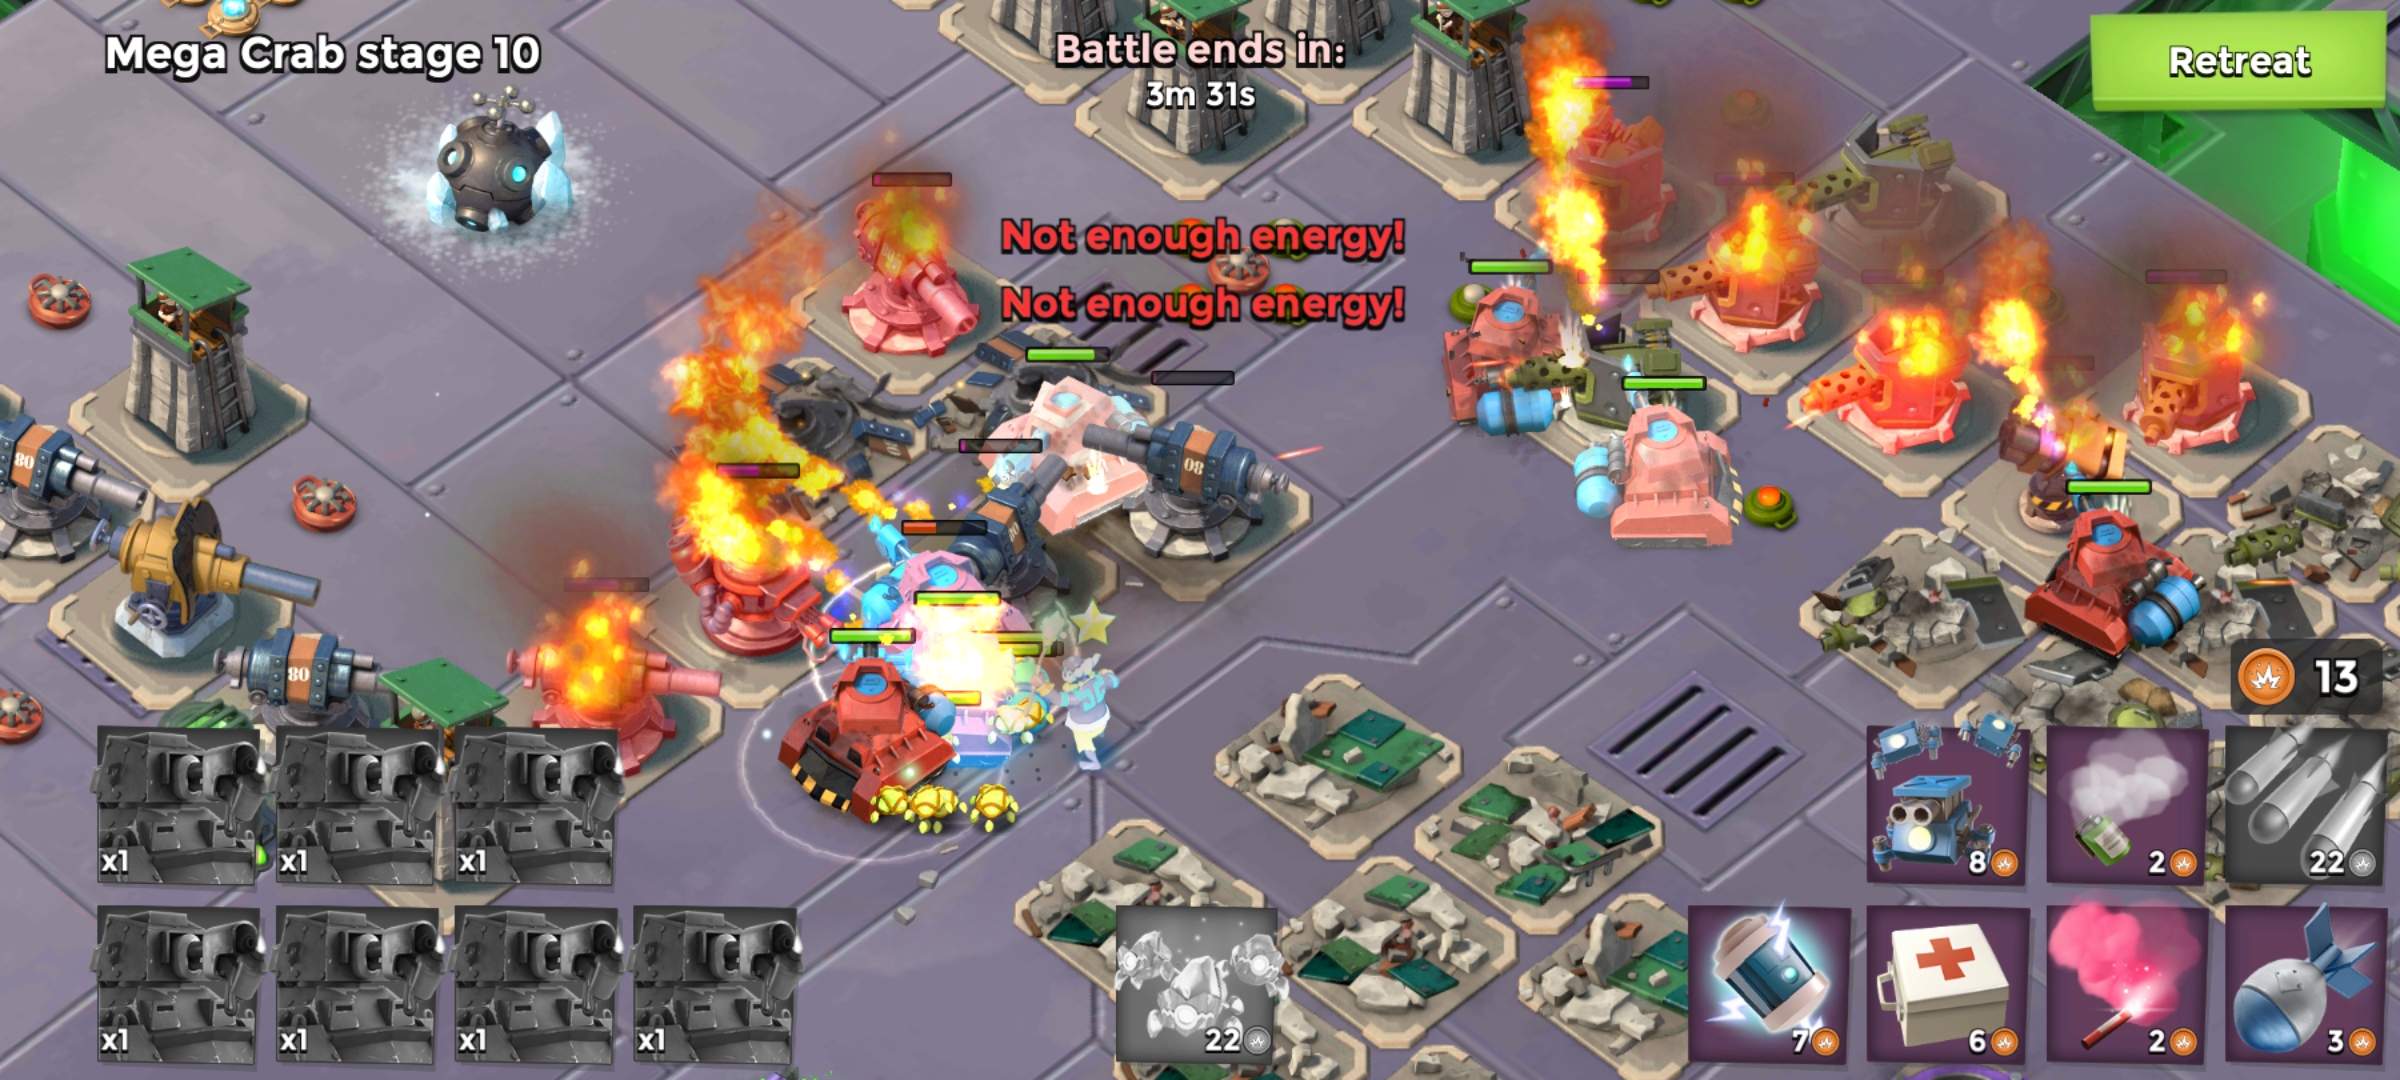 Mega Crab stage 10
Battle ends in:
3m 31s
Retreat
Not enough energy!
Not enough energy!
80
80
80
13
x1
x1
x1
8
2
22
x1
x1
x1
x1
22
7
6
2
3